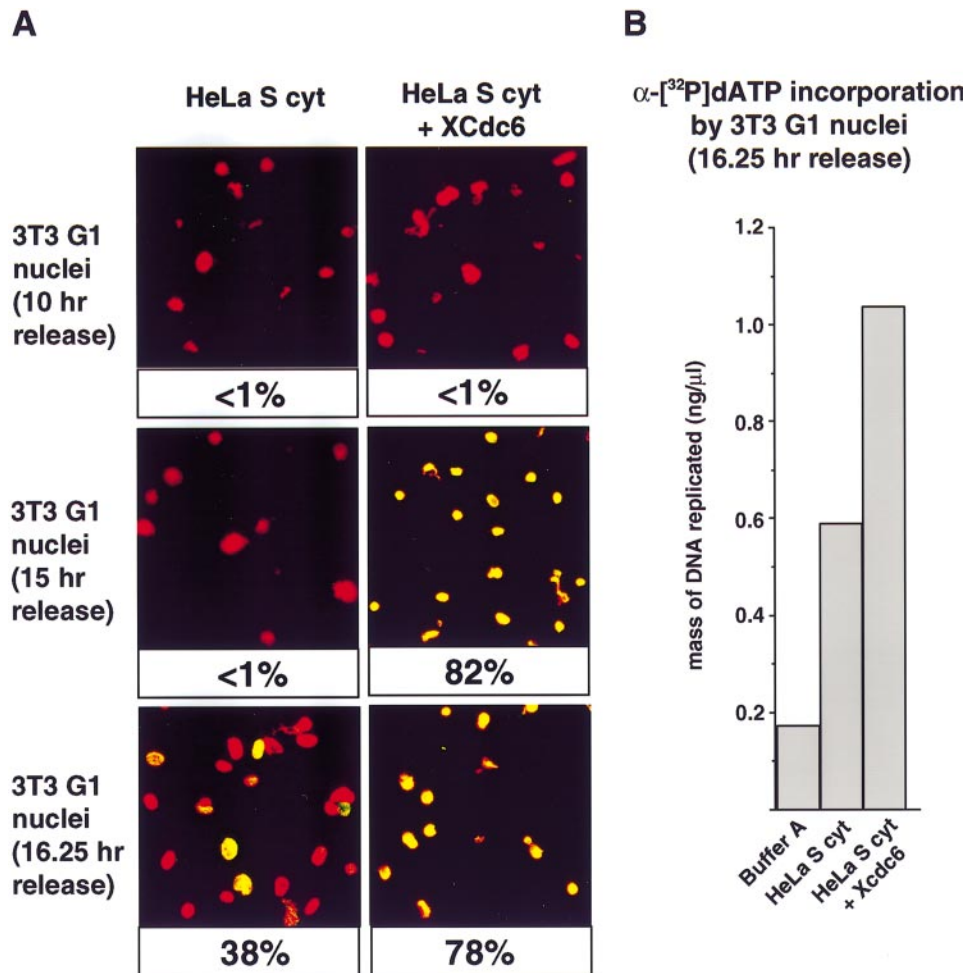 A
HeLa S cyt
HeLa S cyt
+ XCdc6
3T3 G1
nuclei
(10 hr
release)
<1%
<1%
3T3 G1
nuclei
(15 hr
release)
<1%
82%
3T3 G1
nuclei
(16.25 hr
release)
38%
78%
B
α-[³²P]dATP incorporation
by 3T3 G1 nuclei
(16.25 hr release)
mass of DNA replicated (ng/µl)
1.2
1.0
0.8
0.6
0.4
0.2
Buffer A
HeLa S cyt
HeLa S cyt
+ Xcdc6